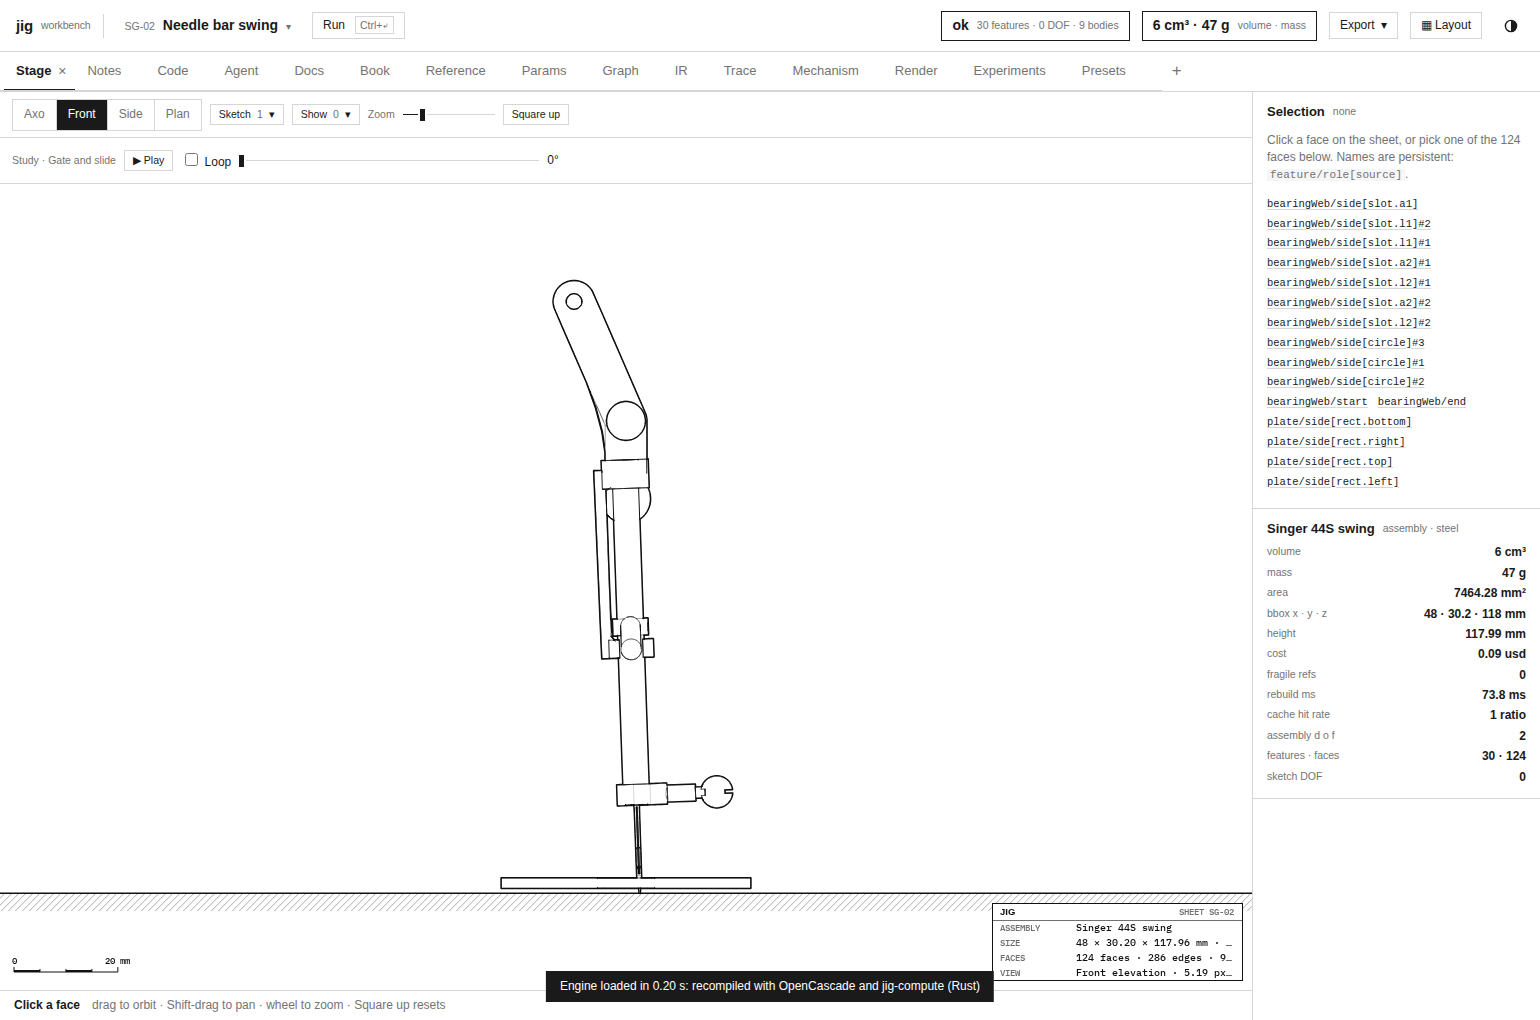 jig workbench SG-02 Needle bar swing ▾ Run Ctrl+↵ ok 30 features · 0 DOF · 9 bodies 6 cm³ · 47 g volume · mass Export ▾ ▦ Layout
Stage × Notes Code Agent Docs Book Reference Params Graph IR Trace Mechanism Render Experiments Presets +
Axo Front Side Plan Sketch 1 ▾ Show 0 ▾ Zoom Square up
Study · Gate and slide ▶ Play Loop 0°
0 20 mm
JIG SHEET SG-02
ASSEMBLY Singer 44S swing
SIZE 48 × 30.20 × 117.96 mm · …
FACES 124 faces · 286 edges · 9…
VIEW Front elevation · 5.19 px…
Engine loaded in 0.20 s: recompiled with OpenCascade and jig-compute (Rust)
Click a face drag to orbit · Shift-drag to pan · wheel to zoom · Square up resets
Selection none
Click a face on the sheet, or pick one of the 124
faces below. Names are persistent:
feature/role[source].
bearingWeb/side[slot.a1]
bearingWeb/side[slot.l1]#2
bearingWeb/side[slot.l1]#1
bearingWeb/side[slot.a2]#1
bearingWeb/side[slot.l2]#1
bearingWeb/side[slot.a2]#2
bearingWeb/side[slot.l2]#2
bearingWeb/side[circle]#3
bearingWeb/side[circle]#1
bearingWeb/side[circle]#2
bearingWeb/start bearingWeb/end
plate/side[rect.bottom]
plate/side[rect.right]
plate/side[rect.top]
plate/side[rect.left]
Singer 44S swing assembly · steel
volume 6 cm³
mass 47 g
area 7464.28 mm²
bbox x · y · z 48 · 30.2 · 118 mm
height 117.99 mm
cost 0.09 usd
fragile refs 0
rebuild ms 73.8 ms
cache hit rate 1 ratio
assembly d o f 2
features · faces 30 · 124
sketch DOF 0